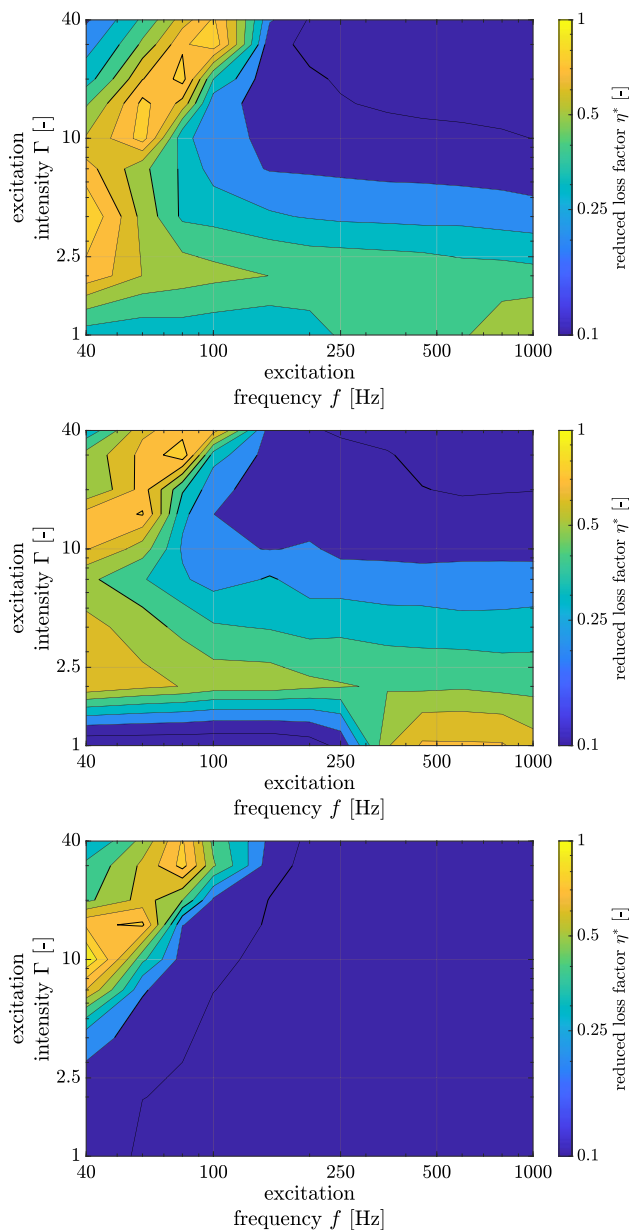 40
10
2.5
1
excitation
intensity Γ [-]
40
100
250
500
1000
excitation
frequency f [Hz]
1
0.5
0.25
0.1
reduced loss factor η* [-]
40
10
2.5
1
excitation
intensity Γ [-]
40
100
250
500
1000
excitation
frequency f [Hz]
1
0.5
0.25
0.1
reduced loss factor η* [-]
40
10
2.5
1
excitation
intensity Γ [-]
40
100
250
500
1000
excitation
frequency f [Hz]
1
0.5
0.25
0.1
reduced loss factor η* [-]